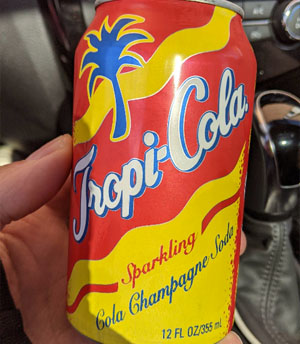 Tropi-Cola®
Sparkling
Cola Champagne Soda
12 FL OZ/355 mL